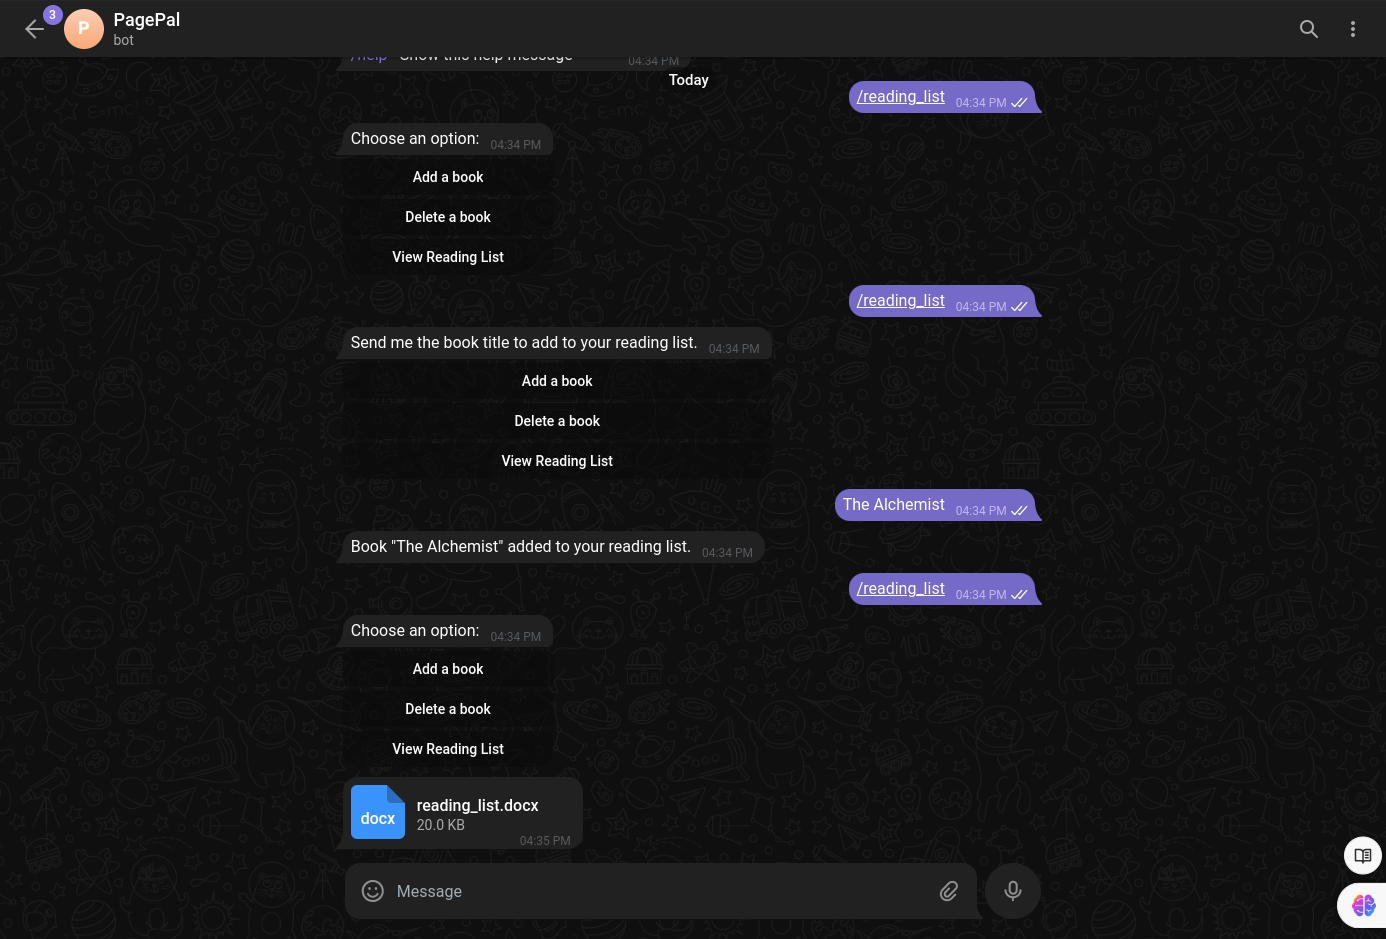 3
P
PagePal
bot
/help - Show this help message 04:34 PM
Today
/reading_list 04:34 PM
Choose an option: 04:34 PM
Add a book
Delete a book
View Reading List
/reading_list 04:34 PM
Send me the book title to add to your reading list. 04:34 PM
Add a book
Delete a book
View Reading List
The Alchemist 04:34 PM
Book "The Alchemist" added to your reading list. 04:34 PM
/reading_list 04:34 PM
Choose an option: 04:34 PM
Add a book
Delete a book
View Reading List
docx
reading_list.docx
20.0 KB
04:35 PM
Message